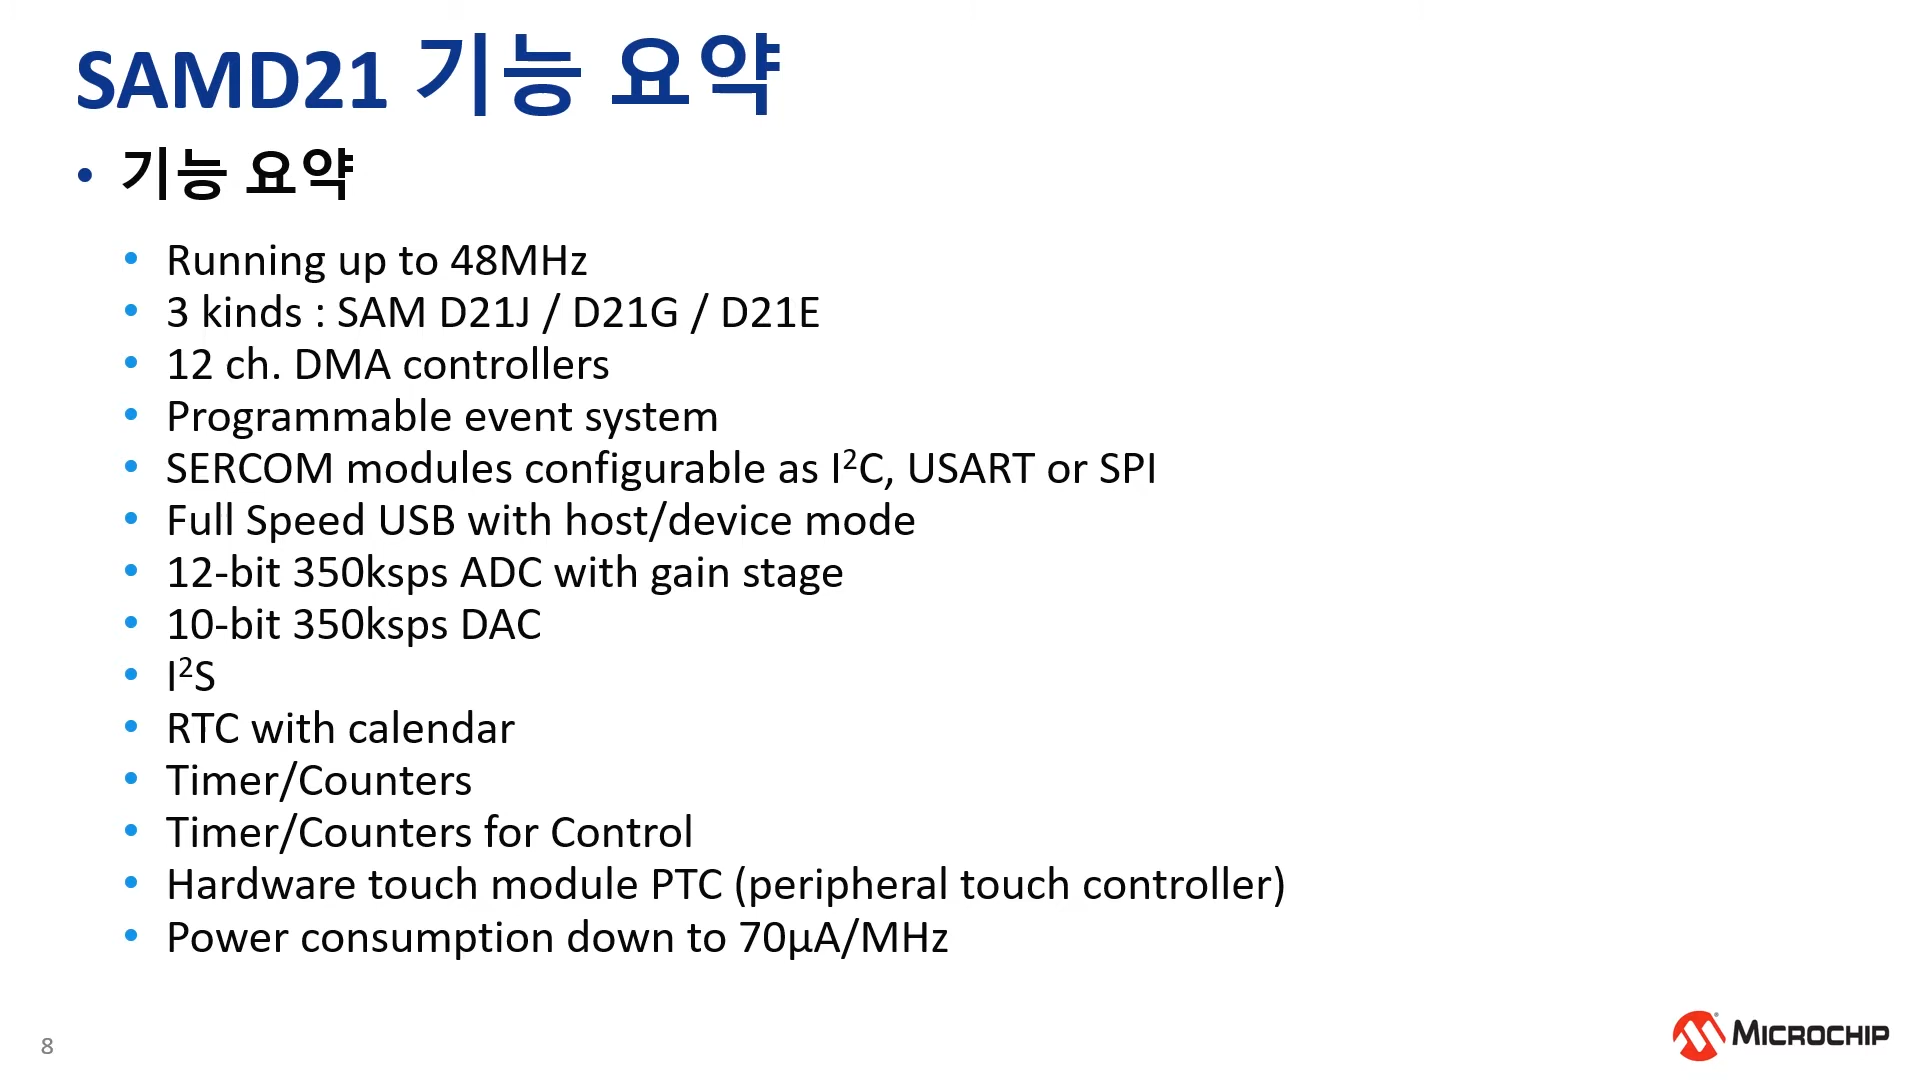 SAMD21 기능 요약
• 기능 요약
• Running up to 48MHz
• 3 kinds : SAM D21J / D21G / D21E
• 12 ch. DMA controllers
• Programmable event system
• SERCOM modules configurable as I²C, USART or SPI
• Full Speed USB with host/device mode
• 12-bit 350ksps ADC with gain stage
• 10-bit 350ksps DAC
• I²S
• RTC with calendar
• Timer/Counters
• Timer/Counters for Control
• Hardware touch module PTC (peripheral touch controller)
• Power consumption down to 70µA/MHz
8
MICROCHIP